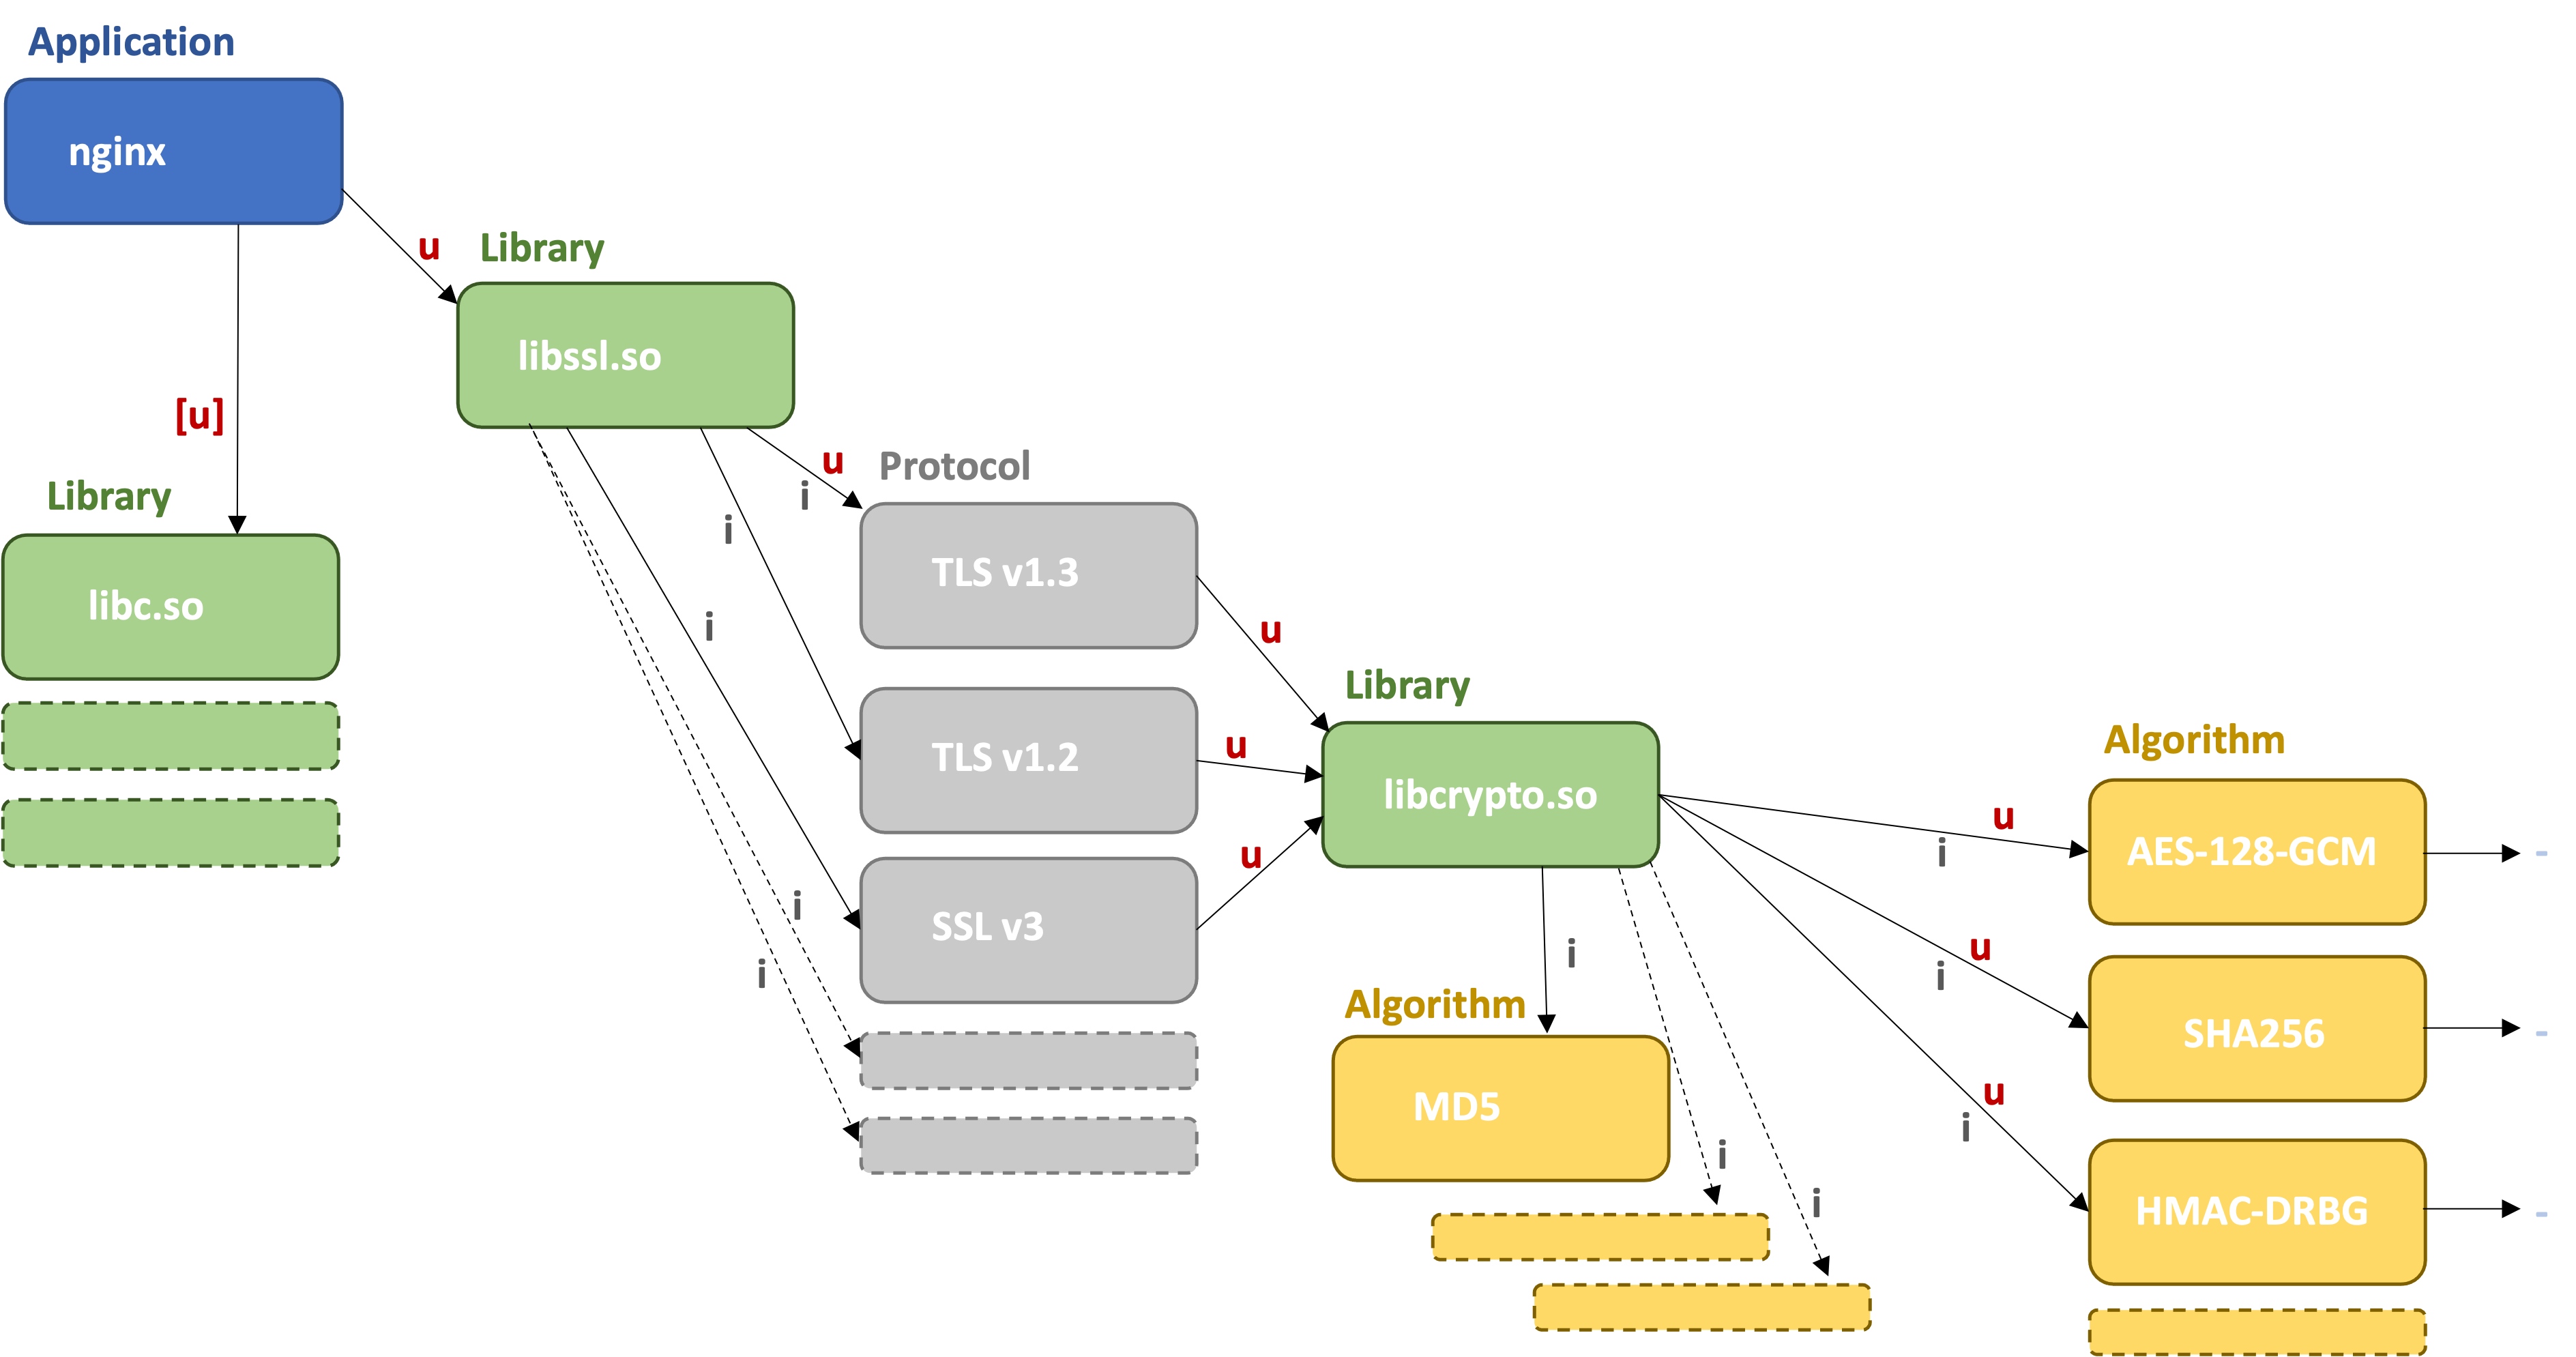 Application
nginx
u
Library
libssl.so
[u]
Library
libc.so
u
i
Protocol
i
TLS v1.3
i
u
TLS v1.2
u
Library
libcrypto.so
i
SSL v3
u
i
i
Algorithm
MD5
i
i
Algorithm
u
i
AES-128-GCM
-
u
i
SHA256
-
u
i
HMAC-DRBG
-